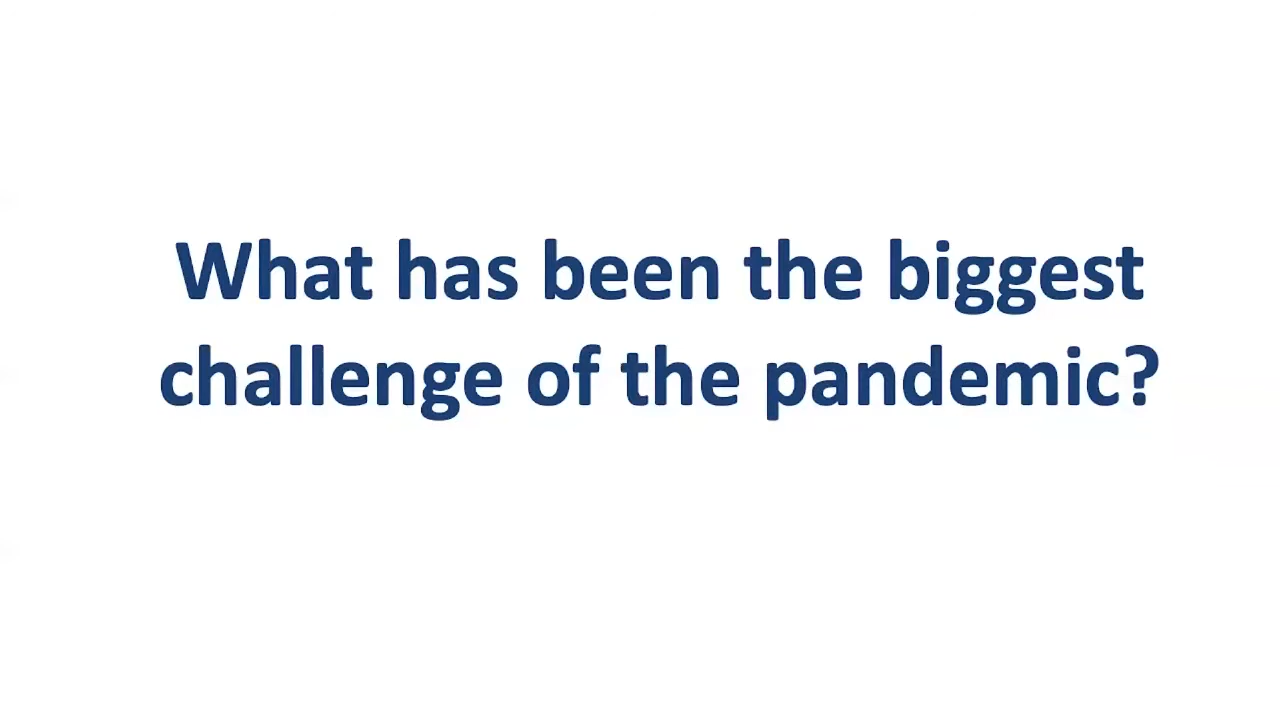 What has been the biggest
challenge of the pandemic?